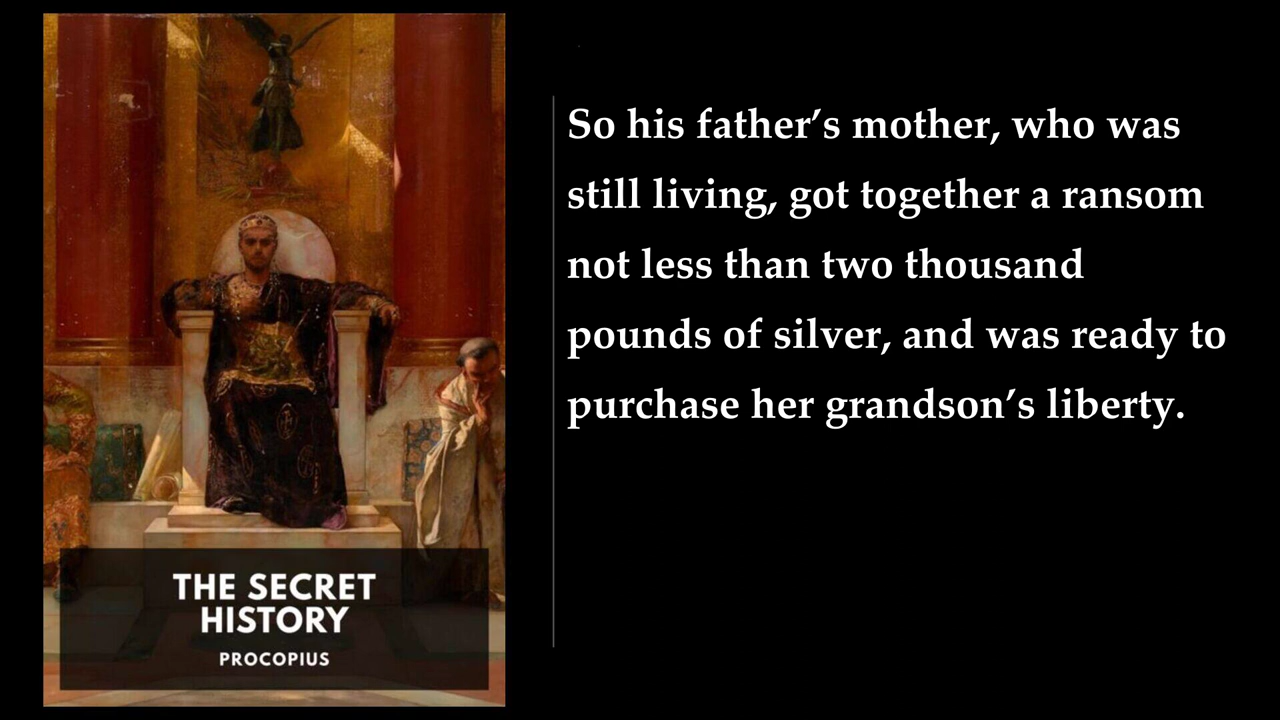 THE SECRET
HISTORY
PROCOPIUS
So his father’s mother, who was
still living, got together a ransom
not less than two thousand
pounds of silver, and was ready to
purchase her grandson’s liberty.